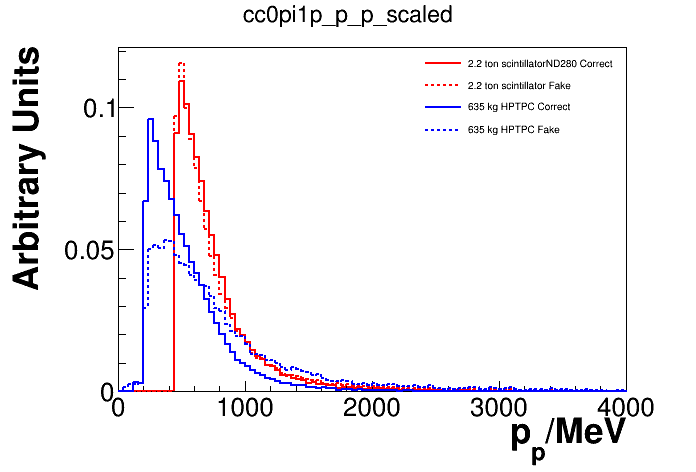 cc0pi1p_p_p_scaled
Arbitrary Units
2.2 ton scintillatorND280 Correct
2.2 ton scintillator Fake
635 kg HPTPC Correct
635 kg HPTPC Fake
0.1
0.05
0
0 1000 2000 3000 4000
p_p/MeV